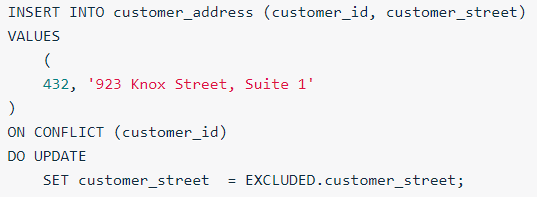 INSERT INTO customer_address (customer_id, customer_street)
VALUES
(
432, '923 Knox Street, Suite 1'
)
ON CONFLICT (customer_id)
DO UPDATE
SET customer_street  = EXCLUDED.customer_street;